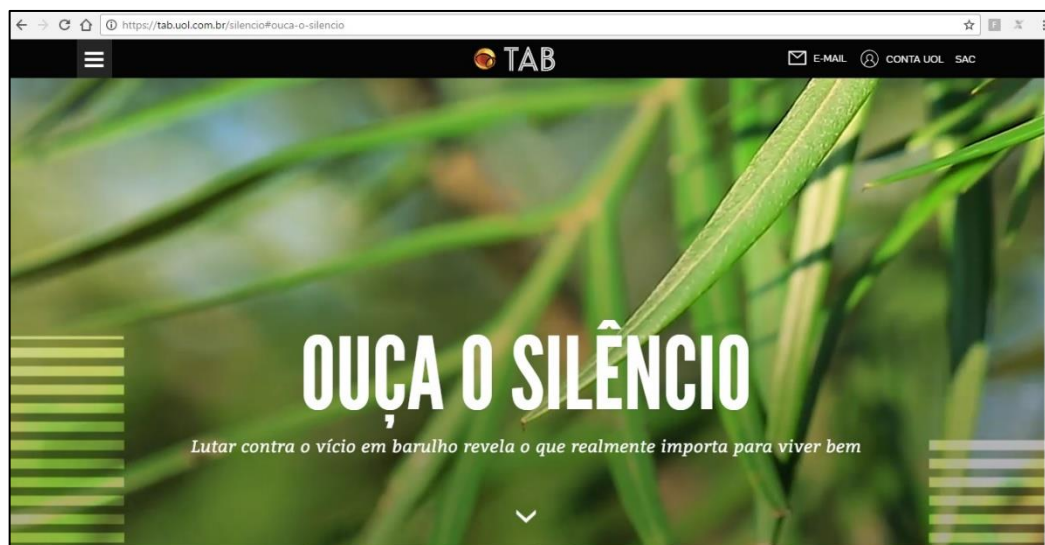 https://tab.uol.com.br/silencio#ouca-o-silencio
TAB
E-MAIL CONTA UOL SAC
OUÇA O SILÊNCIO
Lutar contra o vício em barulho revela o que realmente importa para viver bem